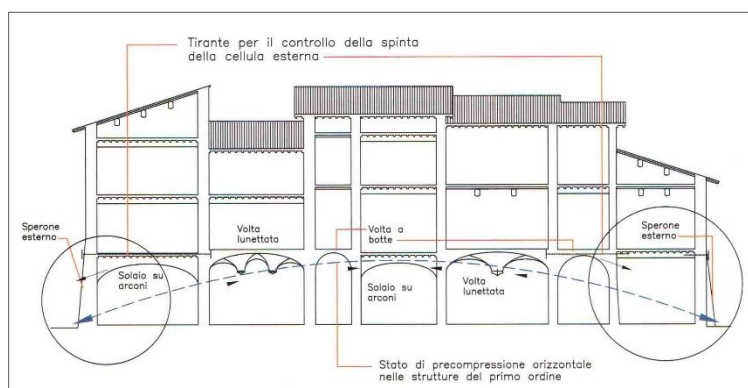 Tirante per il controllo della spinta
della cellula esterna
Sperone
esterno
Volta
lunettata
Volta a
botte
Sperone
esterno
Solaio su
arconi
Solaio su
arconi
Volta
lunettata
Stato di precompressione orizzontale
nelle strutture del primo ordine